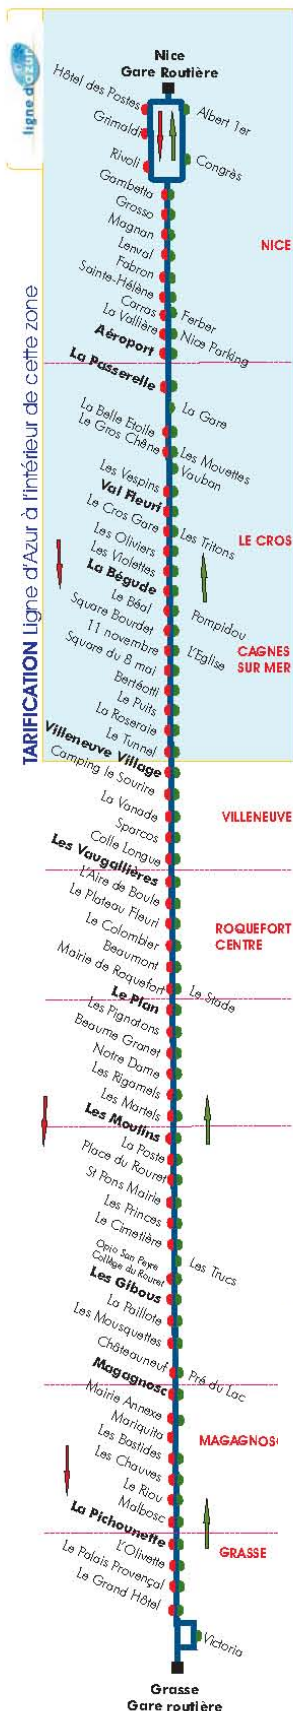 ligne d'azur
TARIFICATION Ligne d'Azur à l'intérieur de cette zone
Nice
Gare Routière
Hôtel des Postes
Albert 1er
Grimaldi
Rivoli
Congrès
Gambetta
Grosso
Magnan
NICE
Lenval
Fabron
Sainte-Hélène
Carras
Ferber
La Vallière
Nice Parking
Aéroport
La Passerelle
La Gare
La Belle Etoile
Le Gros Chêne
Les Mouettes
Vauban
Les Vespins
Val Fleuri
Le Cros Gare
Les Tritons
LE CROS
Les Oliviers
Les Violettes
La Bégude
Le Béal
Pompidou
Square Bourdet
11 novembre
L'Eglise
CAGNES
SUR MER
Square du 8 mai
Bertéotti
Le Puits
La Roseraie
Le Tunnel
Villeneuve Village
Camping le Sourire
La Vanade
VILLENEUVE
Sparcos
Colle Longue
Les Vaugallières
L'Aire de Boule
Le Plateau Fleuri
ROQUEFORT
CENTRE
Le Colombier
Beaumont
Mairie de Roquefort
Le Stade
Le Plan
Les Pignatons
Beaume Granet
Notre Dame
Les Rigamels
Les Martels
Les Moulins
La Poste
Place du Rouret
St Pons Mairie
Les Princes
Le Cimetière
Les Trucs
Opio San Peyre
Collège du Rouret
Les Gibous
La Paillote
Les Mousquettes
Châteauneuf
Pré du Lac
Magagnosc
Mairie Annexe
Mariquita
MAGAGNOSC
Les Bastides
Les Chauves
Le Riou
Malbosc
La Pichounette
GRASSE
L'Olivette
Le Palais Provençal
Le Grand Hôtel
Victoria
Grasse
Gare routière